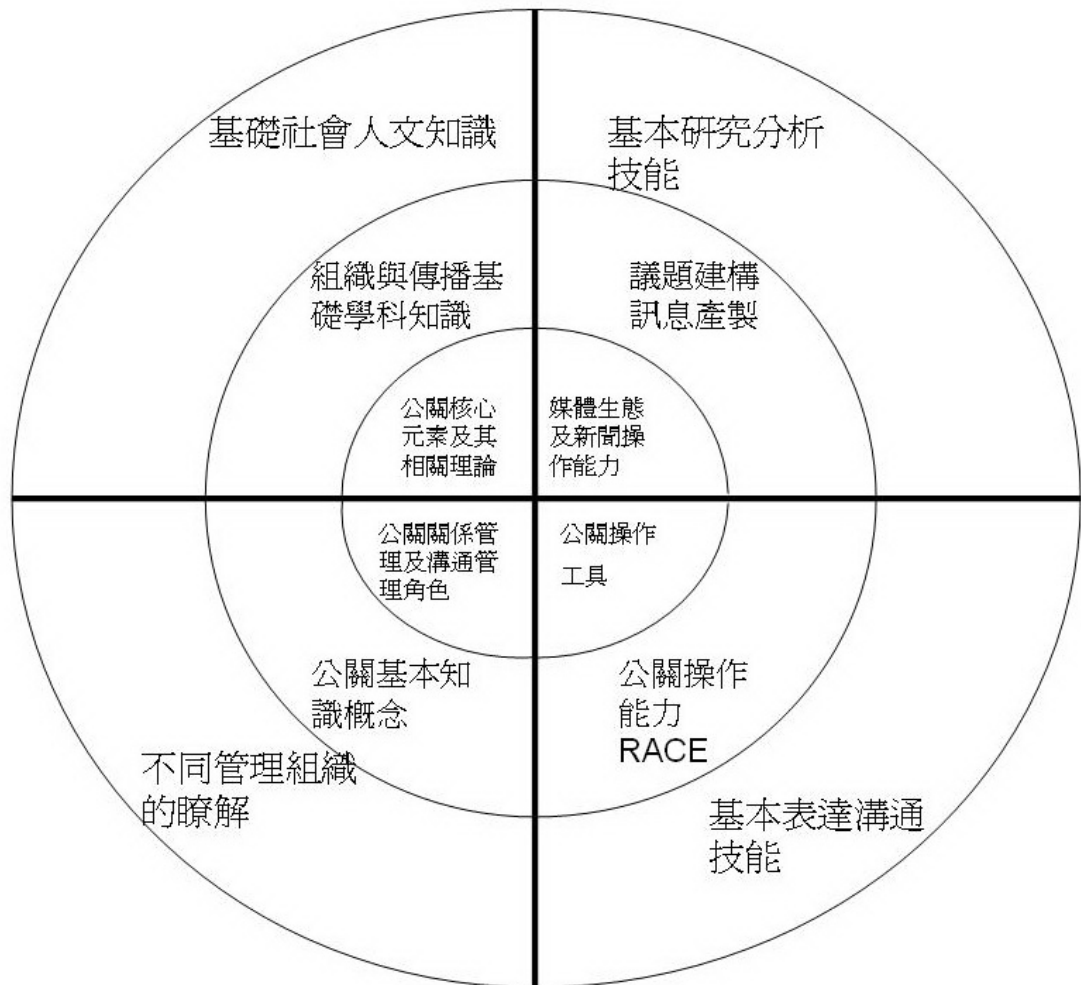 基礎社會人文知識
基本研究分析
技能
組織與傳播基
礎學科知識
議題建構
訊息產製
公關核心
元素及其
相關理論
媒體生態
及新聞操
作能力
公關關係管
理及溝通管
理角色
公關操作
工具
公關基本知
識概念
公關操作
能力
RACE
不同管理組織
的瞭解
基本表達溝通
技能